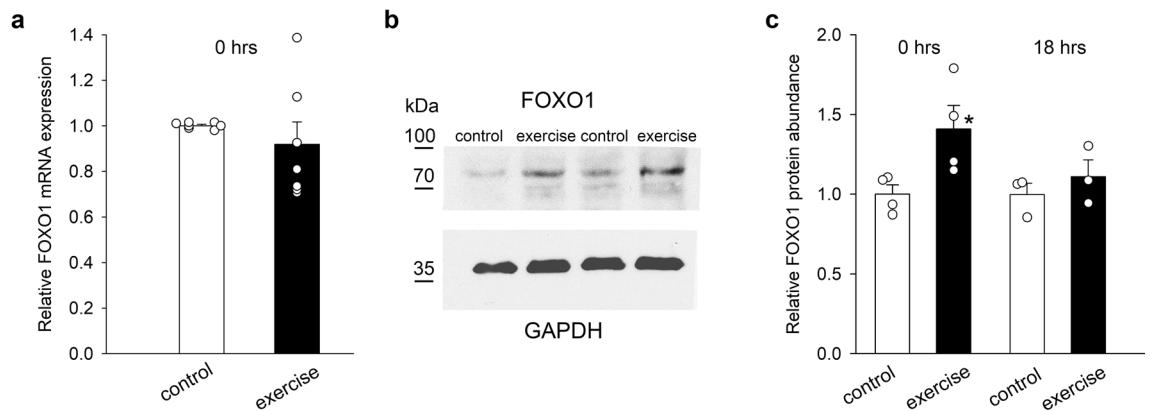 a
0 hrs
Relative FOXO1 mRNA expression
1.4
1.2
1.0
0.8
0.6
0.4
0.2
0.0
control
exercise
b
FOXO1
kDa
control exercise control exercise
100
70
35
GAPDH
c
0 hrs 18 hrs
Relative FOXO1 protein abundance
2.0
1.5
1.0
0.5
0.0
*
control
exercise
control
exercise